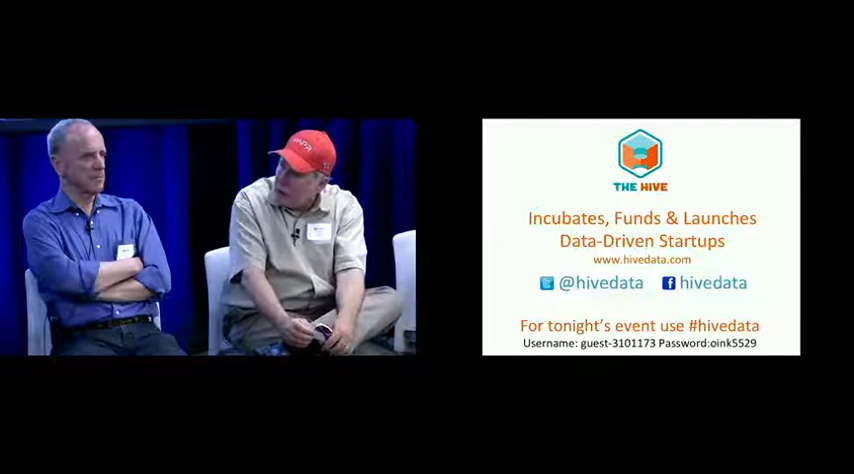 MAPR
THE HIVE
Incubates, Funds & Launches
Data-Driven Startups
www.hivedata.com
@hivedata
hivedata
For tonight's event use #hivedata
Username: guest-3101173 Password:oink5529